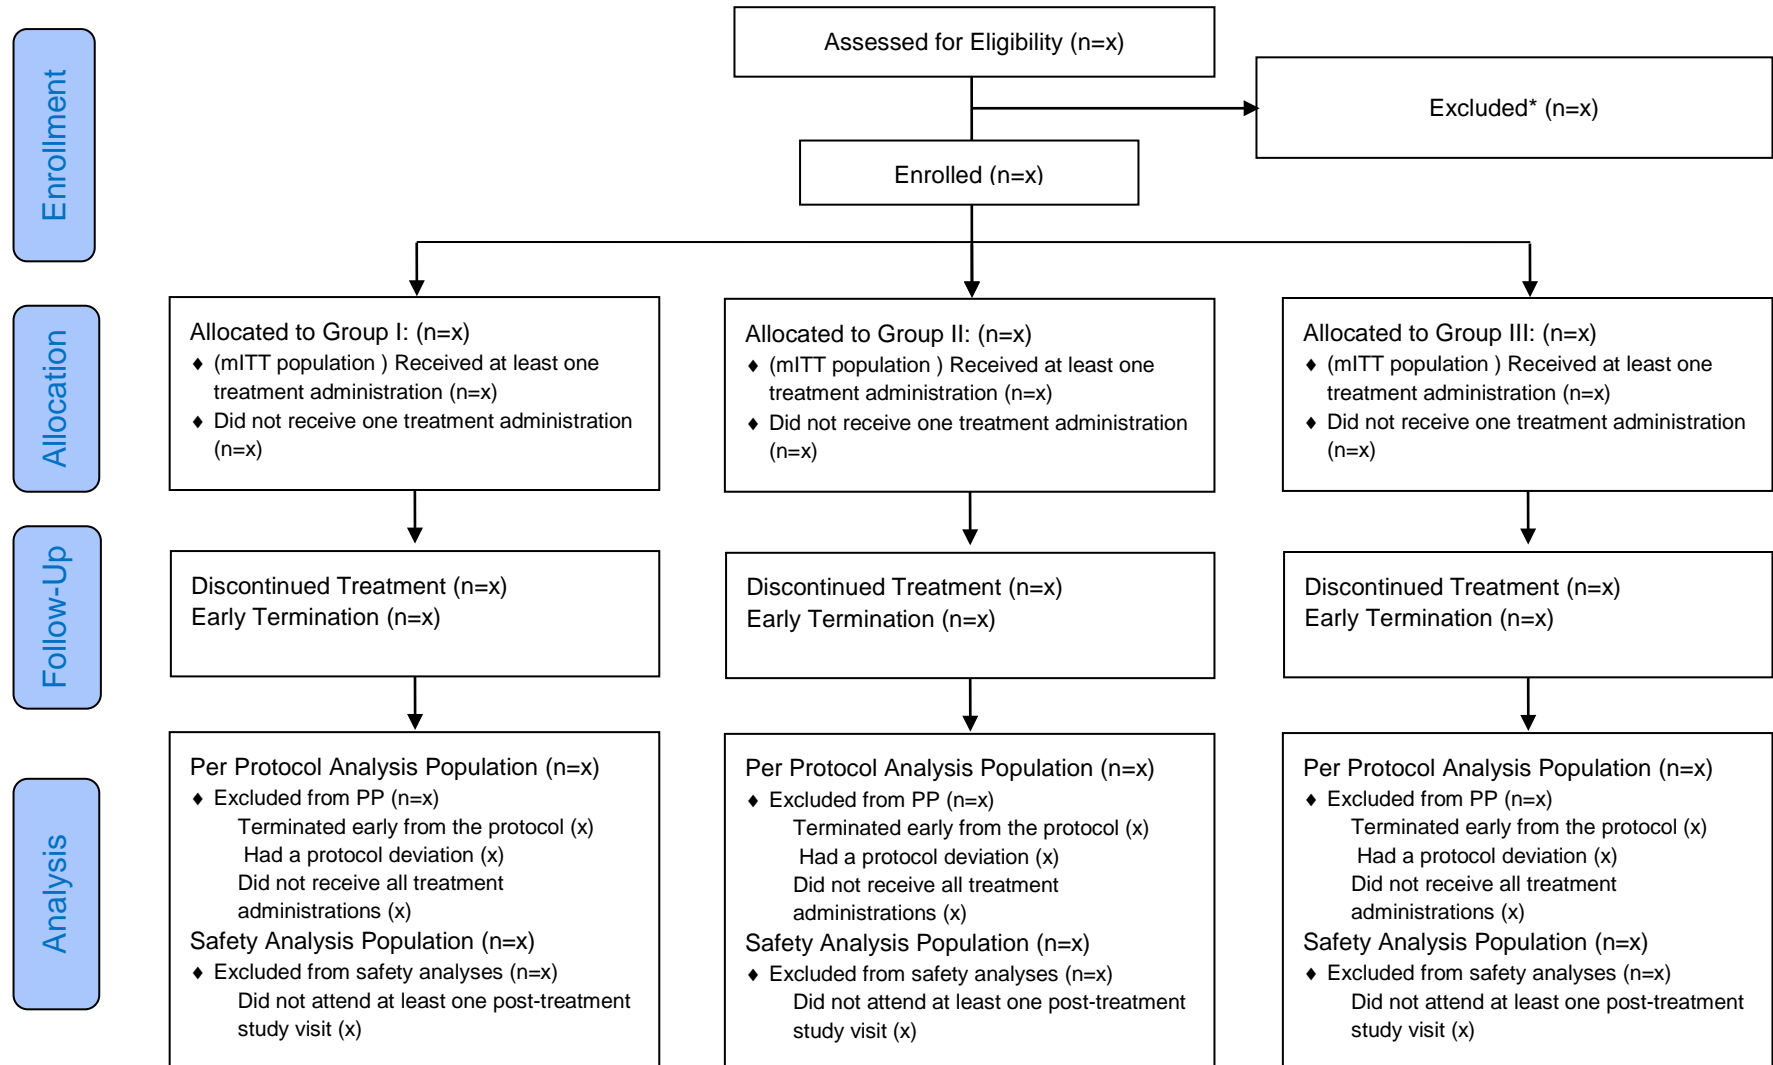 Enrollment
Assessed for Eligibility (n=x)
Excluded* (n=x)
Enrolled (n=x)
Allocation
Allocated to Group I: (n=x)
♦ (mITT population ) Received at least one
treatment administration (n=x)
♦ Did not receive one treatment administration
(n=x)
Allocated to Group II: (n=x)
♦ (mITT population ) Received at least one
treatment administration (n=x)
♦ Did not receive one treatment administration
(n=x)
Allocated to Group III: (n=x)
♦ (mITT population ) Received at least one
treatment administration (n=x)
♦ Did not receive one treatment administration
(n=x)
Follow-Up
Discontinued Treatment (n=x)
Early Termination (n=x)
Discontinued Treatment (n=x)
Early Termination (n=x)
Discontinued Treatment (n=x)
Early Termination (n=x)
Analysis
Per Protocol Analysis Population (n=x)
♦ Excluded from PP (n=x)
Terminated early from the protocol (x)
Had a protocol deviation (x)
Did not receive all treatment
administrations (x)
Safety Analysis Population (n=x)
♦ Excluded from safety analyses (n=x)
Did not attend at least one post-treatment
study visit (x)
Per Protocol Analysis Population (n=x)
♦ Excluded from PP (n=x)
Terminated early from the protocol (x)
Had a protocol deviation (x)
Did not receive all treatment
administrations (x)
Safety Analysis Population (n=x)
♦ Excluded from safety analyses (n=x)
Did not attend at least one post-treatment
study visit (x)
Per Protocol Analysis Population (n=x)
♦ Excluded from PP (n=x)
Terminated early from the protocol (x)
Had a protocol deviation (x)
Did not receive all treatment
administrations (x)
Safety Analysis Population (n=x)
♦ Excluded from safety analyses (n=x)
Did not attend at least one post-treatment
study visit (x)